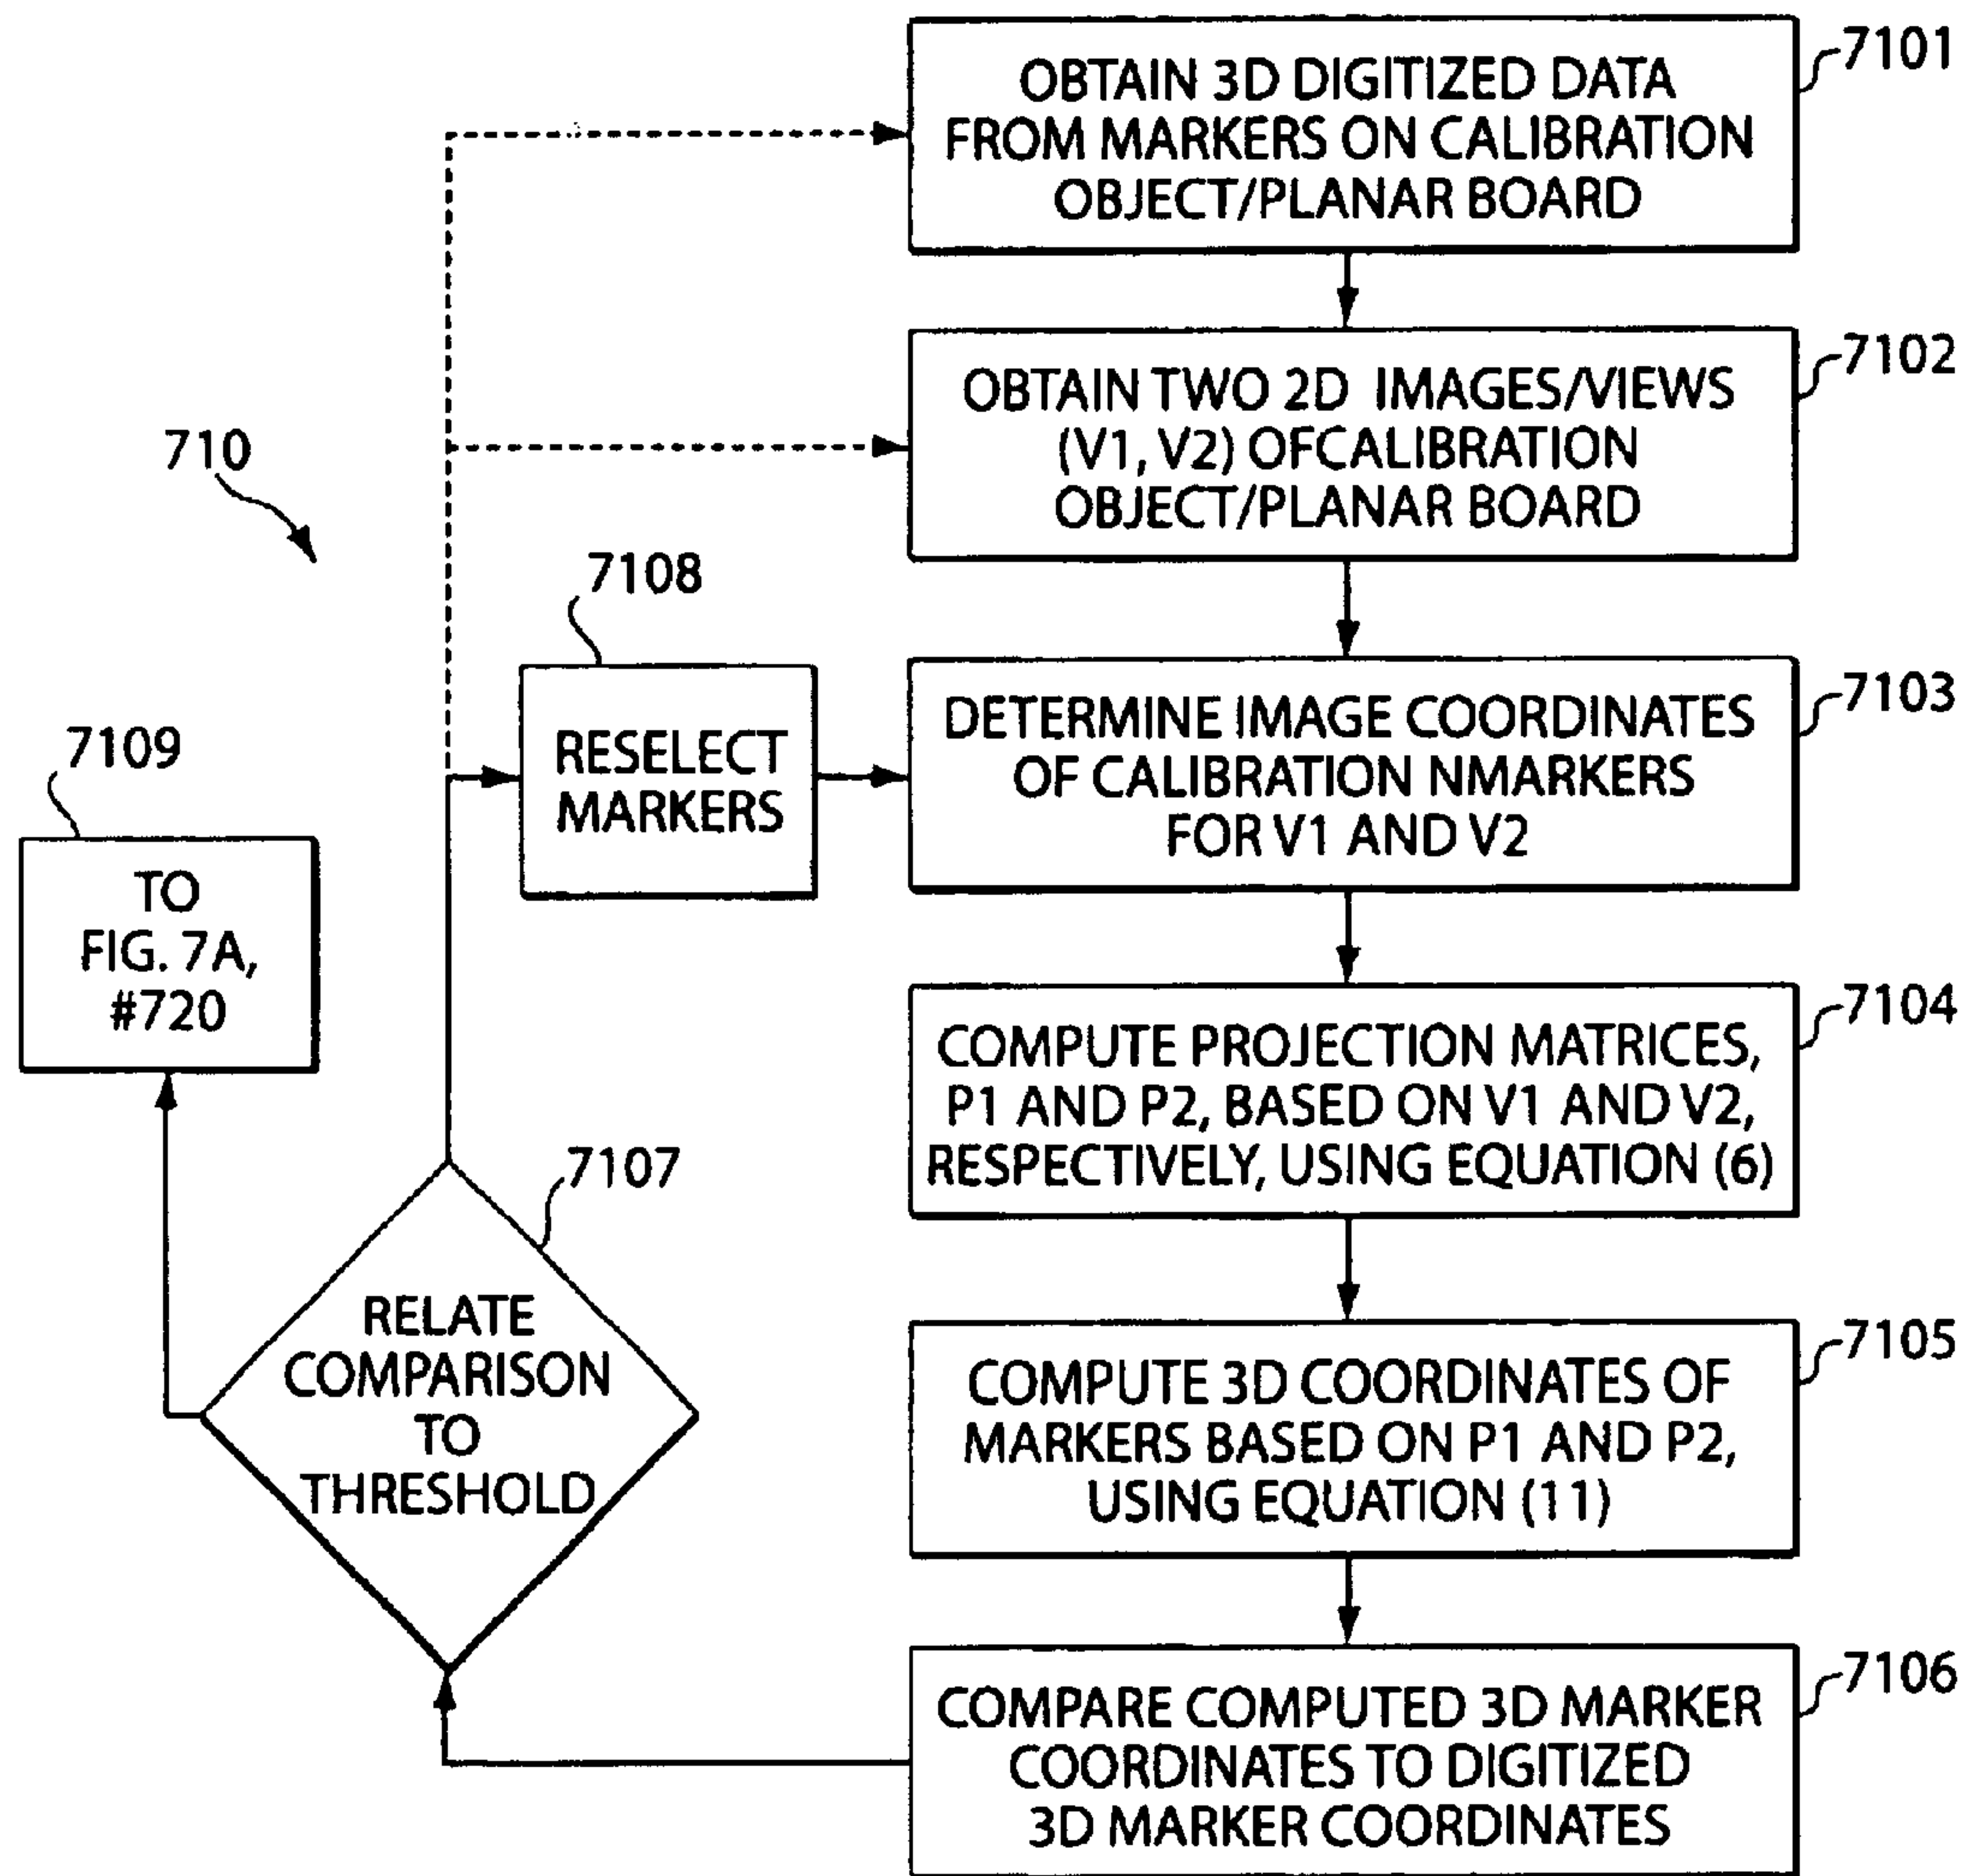 7101
OBTAIN 3D DIGITIZED DATA
FROM MARKERS ON CALIBRATION
OBJECT/PLANAR BOARD
7102
OBTAIN TWO 2D IMAGES/VIEWS
(V1, V2) OFCALIBRATION
OBJECT/PLANAR BOARD
710
7108
RESELECT
MARKERS
7103
DETERMINE IMAGE COORDINATES
OF CALIBRATION NMARKERS
FOR V1 AND V2
7109
TO
FIG. 7A,
#720
7104
COMPUTE PROJECTION MATRICES,
P1 AND P2, BASED ON V1 AND V2,
RESPECTIVELY, USING EQUATION (6)
7107
RELATE
COMPARISON
TO
THRESHOLD
7105
COMPUTE 3D COORDINATES OF
MARKERS BASED ON P1 AND P2,
USING EQUATION (11)
7106
COMPARE COMPUTED 3D MARKER
COORDINATES TO DIGITIZED
3D MARKER COORDINATES